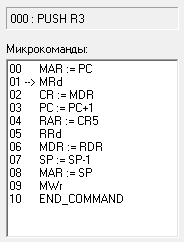 000 : PUSH R3
Микрокоманды:
00 MAR := PC
01 --> MRd
02 CR := MDR
03 PC := PC+1
04 RAR := CR5
05 RRd
06 MDR := RDR
07 SP := SP-1
08 MAR := SP
09 MWr
10 END_COMMAND